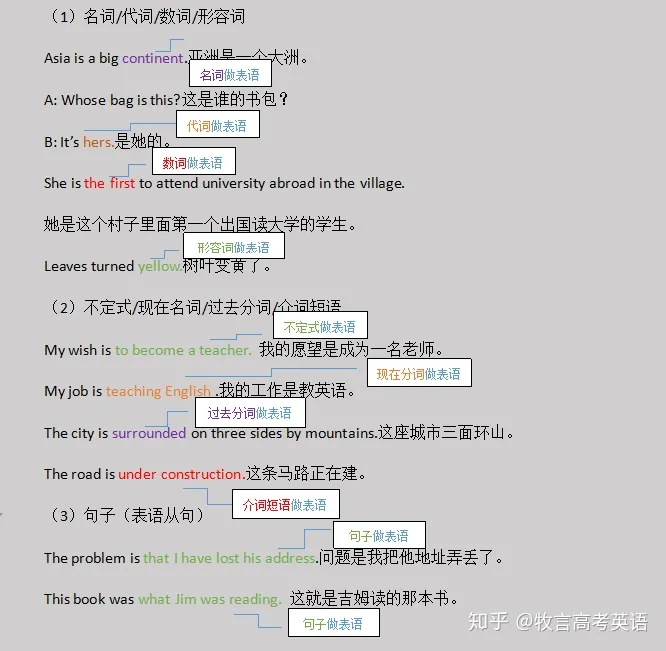 （1）名词/代词/数词/形容词
Asia is a big continent.亚洲是一个大洲。
名词做表语
A: Whose bag is this?这是谁的书包？
代词做表语
B: It’s hers.是她的。
数词做表语
She is the first to attend university abroad in the village.
她是这个村子里面第一个出国读大学的学生。
形容词做表语
Leaves turned yellow.树叶变黄了。
（2）不定式/现在名词/过去分词/介词短语
不定式做表语
My wish is to become a teacher. 我的愿望是成为一名老师。
现在分词做表语
My job is teaching English .我的工作是教英语。
过去分词做表语
The city is surrounded on three sides by mountains.这座城市三面环山。
The road is under construction.这条马路正在建。
介词短语做表语
（3）句子（表语从句）
句子做表语
The problem is that I have lost his address.问题是我把他地址弄丢了。
This book was what Jim was reading. 这就是吉姆读的那本书。
句子做表语
知乎 @牧言高考英语